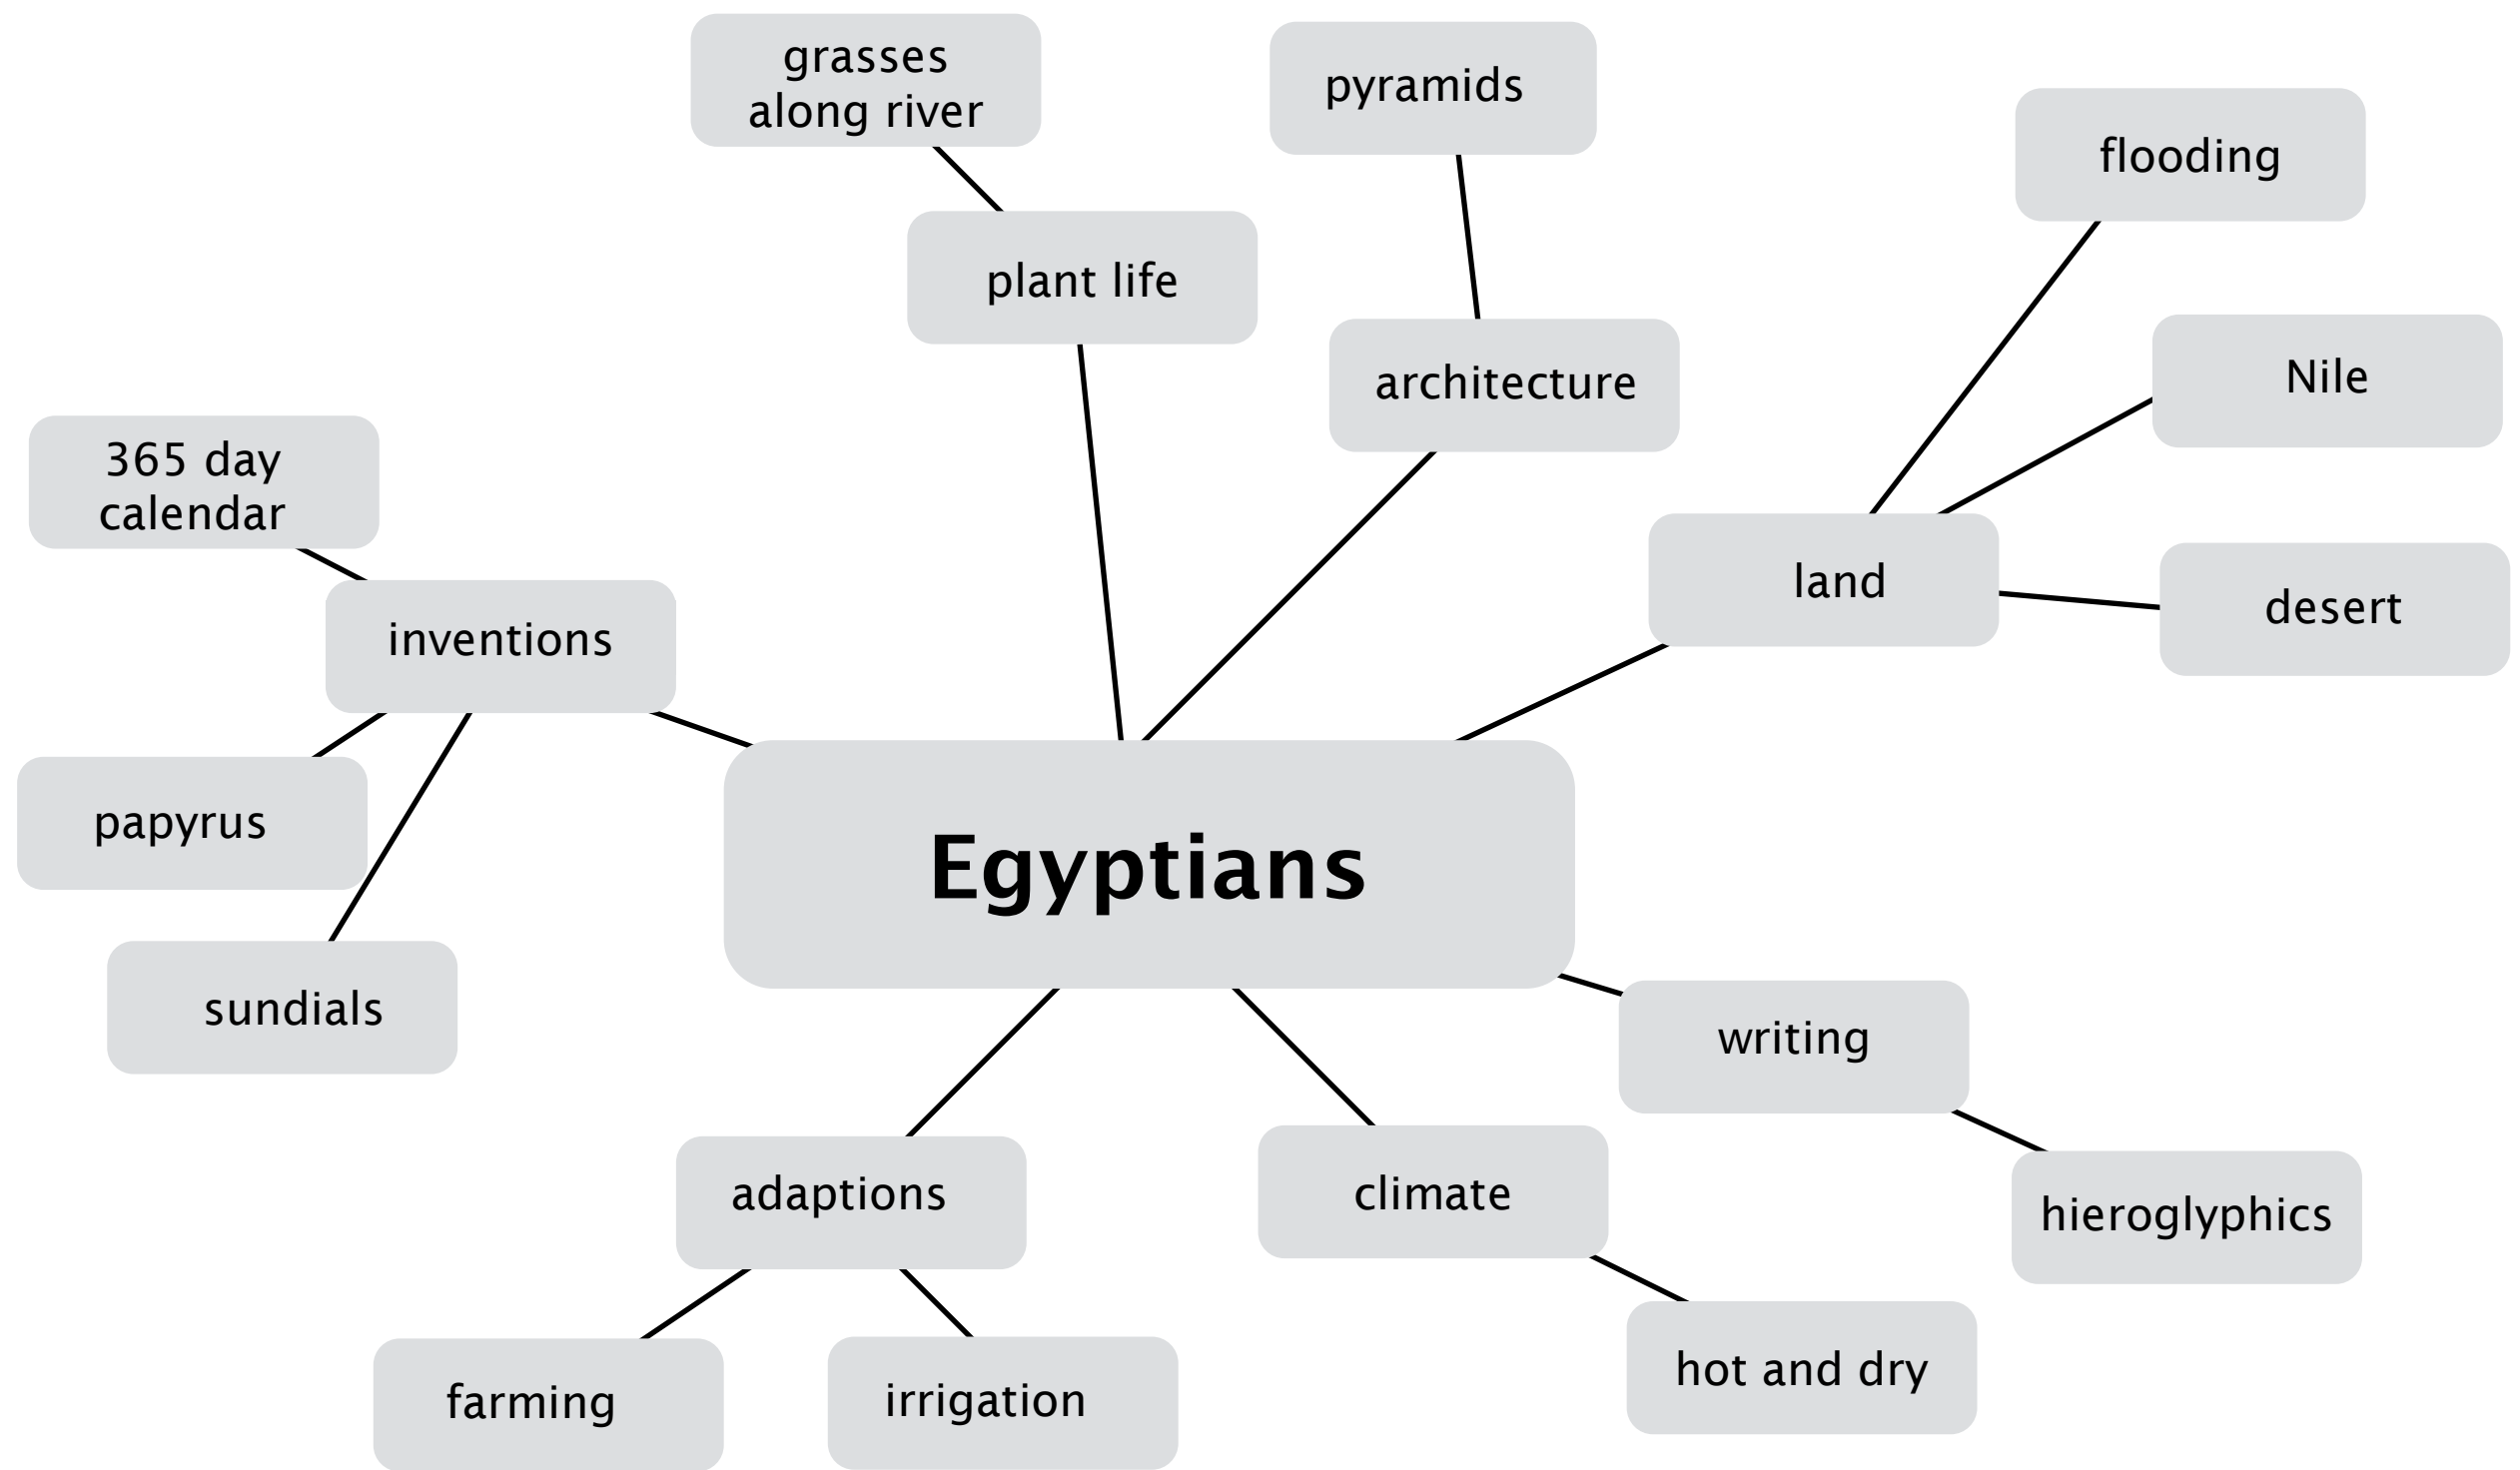 grasses
along river
pyramids
flooding
plant life
architecture
Nile
365 day
calendar
land
desert
inventions
papyrus
Egyptians
sundials
writing
adaptions
climate
hieroglyphics
hot and dry
farming
irrigation